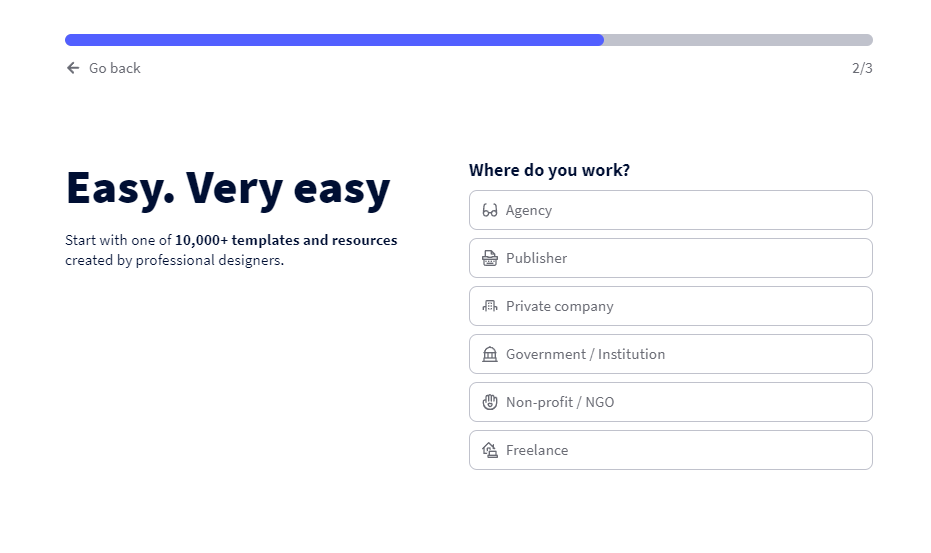 Go back
2/3
Easy. Very easy
Start with one of 10,000+ templates and resources
created by professional designers.
Where do you work?
Agency
Publisher
Private company
Government / Institution
Non-profit / NGO
Freelance